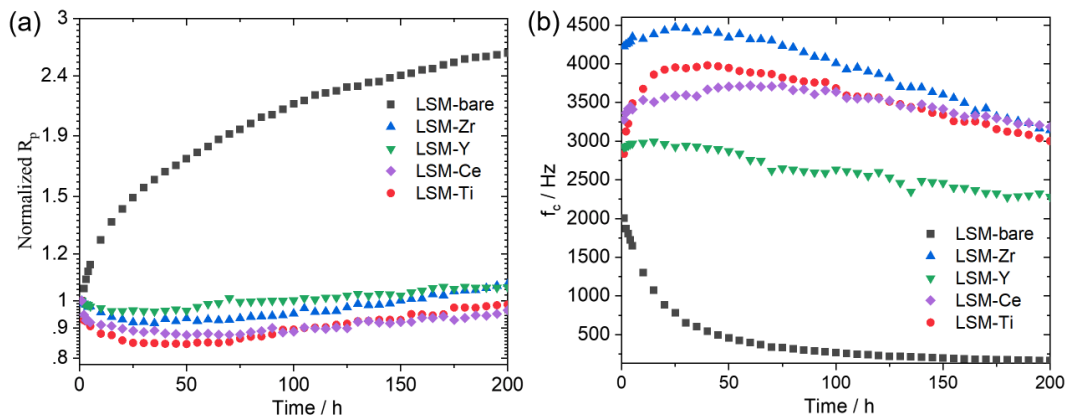 (a)
3
2.4
1.9
1.5
1.2
1
.9
.8
Normalized Rp
LSM-bare
LSM-Zr
LSM-Y
LSM-Ce
LSM-Ti
0
50
100
150
200
Time / h
(b)
4500
4000
3500
3000
2500
2000
1500
1000
500
fc / Hz
LSM-bare
LSM-Zr
LSM-Y
LSM-Ce
LSM-Ti
0
50
100
150
200
Time / h